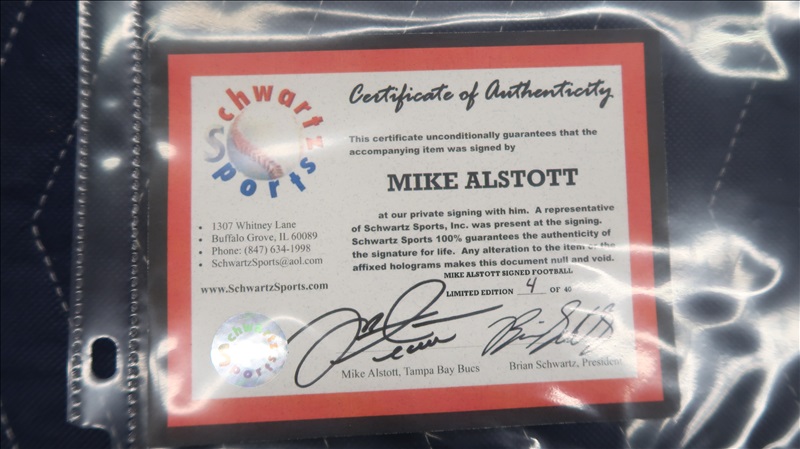 Schwartz
Sports
Certificate of Authenticity
This certificate unconditionally guarantees that the
accompanying item was signed by
MIKE ALSTOTT
at our private signing with him. A representative
of Schwartz Sports, Inc. was present at the signing.
Schwartz Sports 100% guarantees the authenticity of
the signature for life. Any alteration to the item or the
affixed holograms makes this document null and void.
• 1307 Whitney Lane
• Buffalo Grove, IL 60089
• Phone: (847) 634-1998
• SchwartzSports@aol.com
www.SchwartzSports.com
MIKE ALSTOTT SIGNED FOOTBALL
LIMITED EDITION 4 OF 40
Schwartz
Sports
Mike Alstott, Tampa Bay Bucs
Brian Schwartz, President